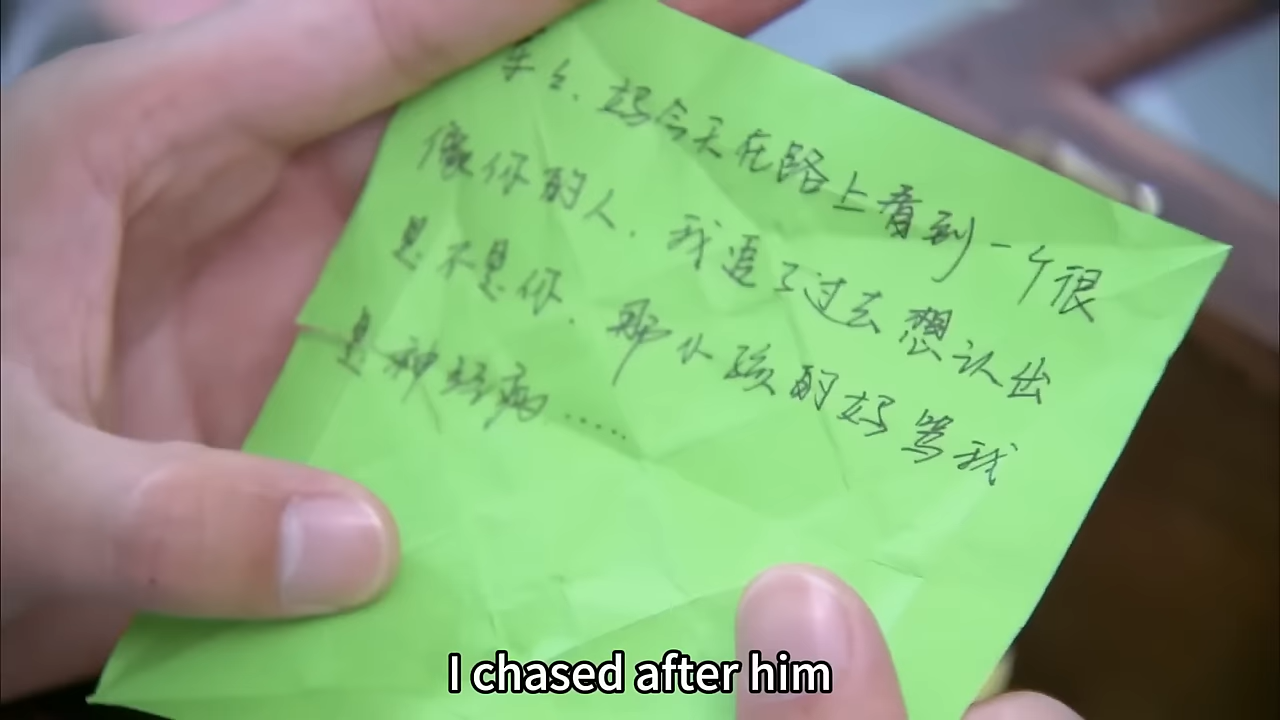 妈今天在路上看到一个很
像你的人、我追了过去想认出
是不是你、那小孩的妈骂我
是神经病......
I chased after him